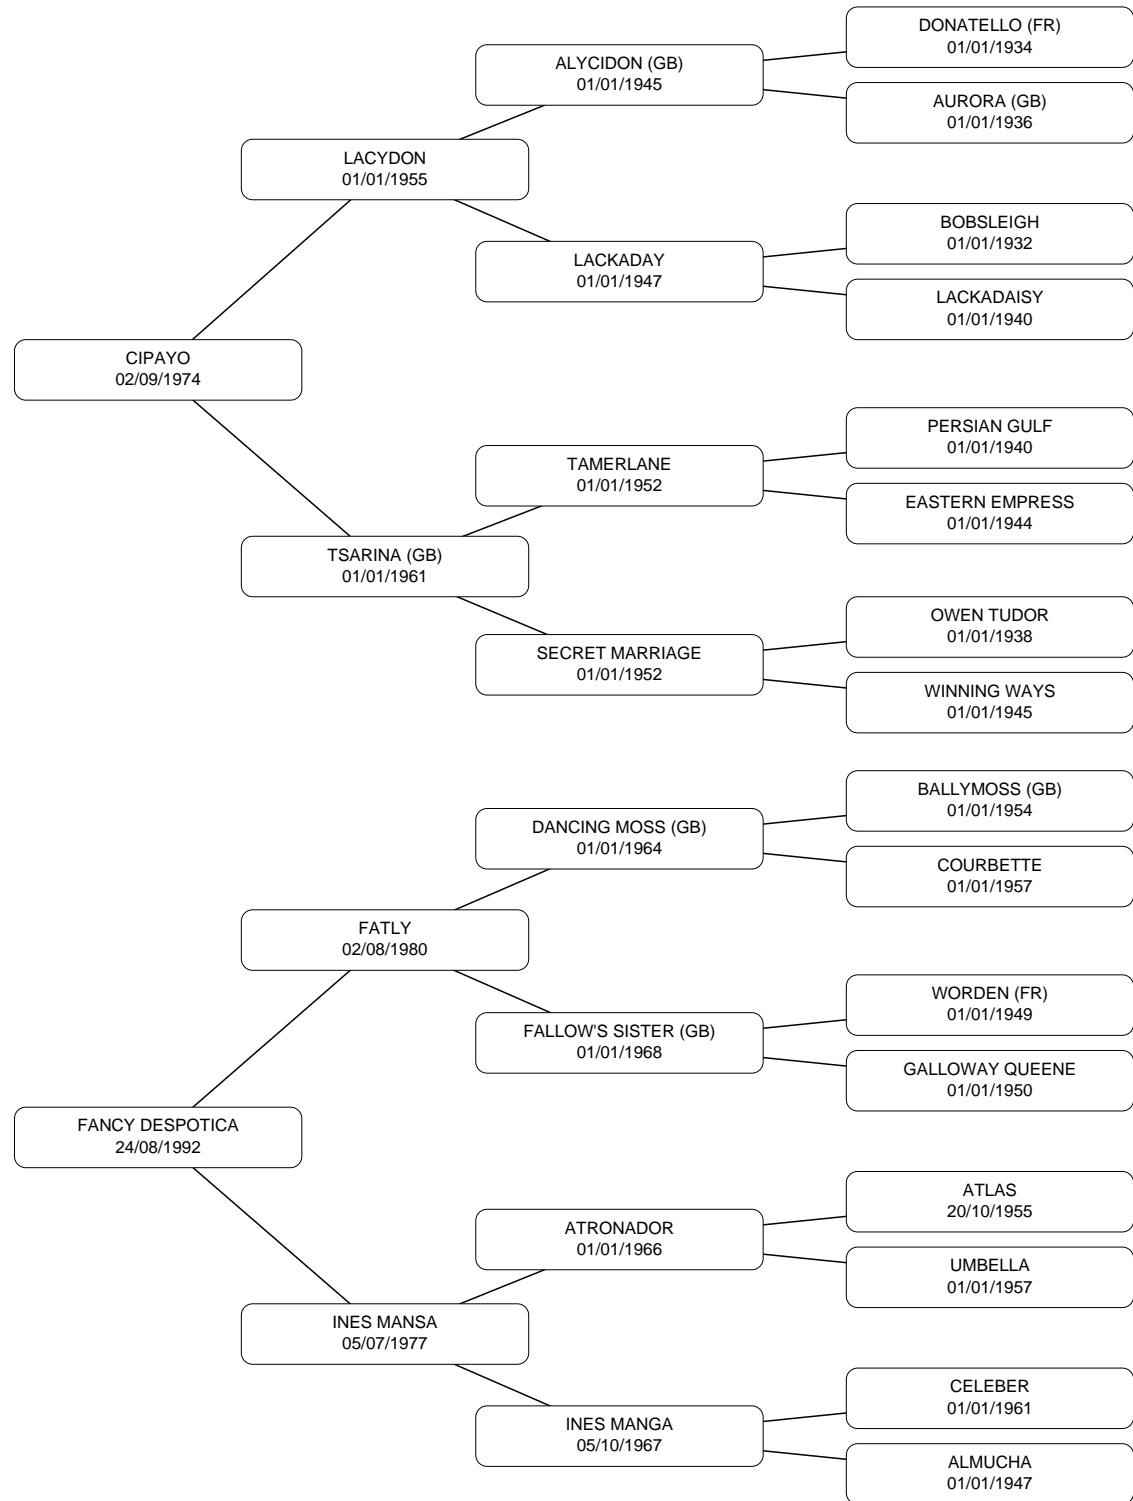 DONATELLO (FR)
01/01/1934
ALYCIDON (GB)
01/01/1945
AURORA (GB)
01/01/1936
LACYDON
01/01/1955
BOBSLEIGH
01/01/1932
LACKADAY
01/01/1947
LACKADAISY
01/01/1940
CIPAYO
02/09/1974
PERSIAN GULF
01/01/1940
TAMERLANE
01/01/1952
EASTERN EMPRESS
01/01/1944
TSARINA (GB)
01/01/1961
OWEN TUDOR
01/01/1938
SECRET MARRIAGE
01/01/1952
WINNING WAYS
01/01/1945
BALLYMOSS (GB)
01/01/1954
DANCING MOSS (GB)
01/01/1964
COURBETTE
01/01/1957
FATLY
02/08/1980
WORDEN (FR)
01/01/1949
FALLOW'S SISTER (GB)
01/01/1968
GALLOWAY QUEENE
01/01/1950
FANCY DESPOTICA
24/08/1992
ATLAS
20/10/1955
ATRONADOR
01/01/1966
UMBELLA
01/01/1957
INES MANSA
05/07/1977
CELEBER
01/01/1961
INES MANGA
05/10/1967
ALMUCHA
01/01/1947